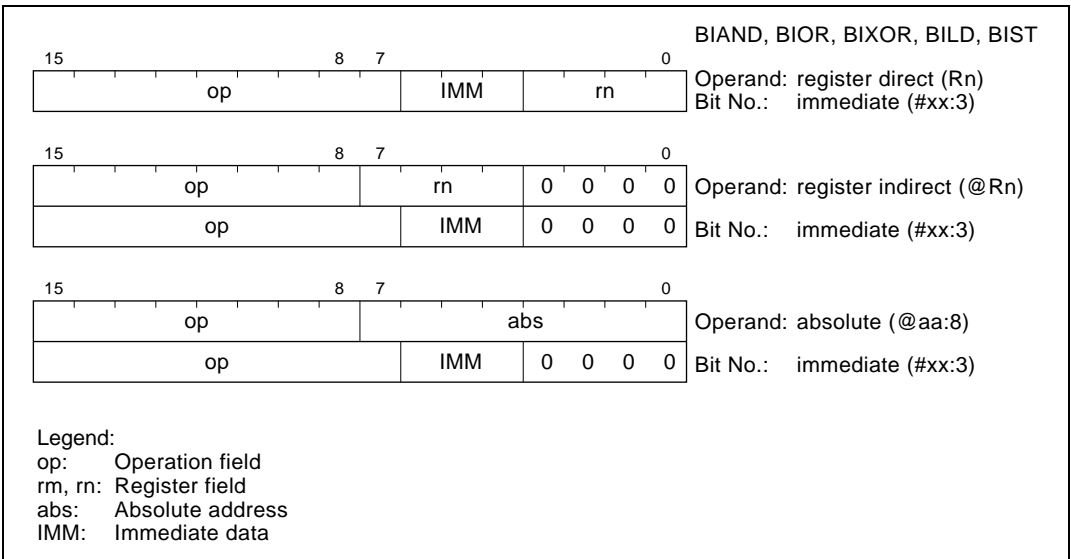 BIAND, BIOR, BIXOR, BILD, BIST
15 8 7 0
op IMM rn Operand: register direct (Rn)
Bit No.: immediate (#xx:3)
15 8 7 0
op rn 0 0 0 0 Operand: register indirect (@Rn)
op IMM 0 0 0 0 Bit No.: immediate (#xx:3)
15 8 7 0
op abs Operand: absolute (@aa:8)
op IMM 0 0 0 0 Bit No.: immediate (#xx:3)
Legend:
op: Operation field
rm, rn: Register field
abs: Absolute address
IMM: Immediate data